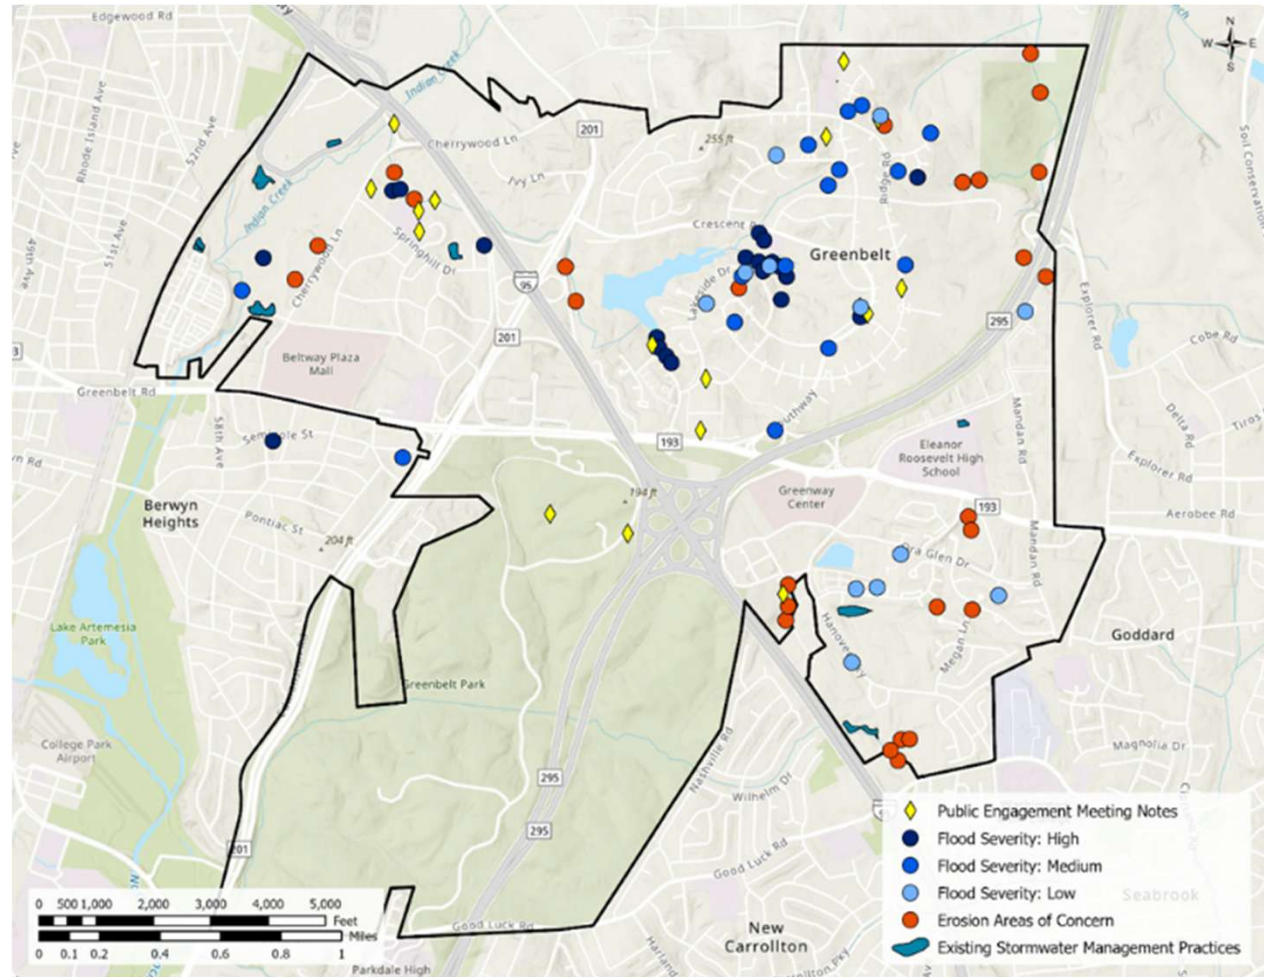 Edgewood Rd
Indian Creek
N
W E
S
Rhode Island Ave
52nd Ave
201
Cherrywood Ln
255 ft
Ivy Ln
Ridge Rd
Soil Conservation
Indian Creek
51st Ave
49th Ave
Cherrywood Ln
Springhill Dr
Crescent R
Greenbelt
Lakeside Dr
95
Explorer Rd
295
201
Cobe Rd
Beltway Plaza
Mall
Greenbelt Rd
Mandan Rd
Delta Rd
Tiros
58th Ave
Seminole St
193
uthway
Eleanor
Roosevelt High
School
Explorer Rd
yn Rd
194 ft
Greenway
Center
193
Aerobee Rd
Berwyn
Heights
Pontiac St
204 ft
Ora Glen Dr
Mandan Rd
Lake Artemesia
Park
Hanover
Megan Ln
Goddard
Greenbelt Park
College Park
Airport
Nashville Rd
Magnolia Dr
295
Wilhelm Dr
295
201
Good Luck Rd
Good Luck Rd
Seabrook
New
Carrollton
Parkdale High
Harland
Public Engagement Meeting Notes
Flood Severity: High
Flood Severity: Medium
Flood Severity: Low
Erosion Areas of Concern
Existing Stormwater Management Practices
0 500 1,000 2,000 3,000 4,000 5,000
Feet
Miles
0 0.1 0.2 0.4 0.6 0.8 1